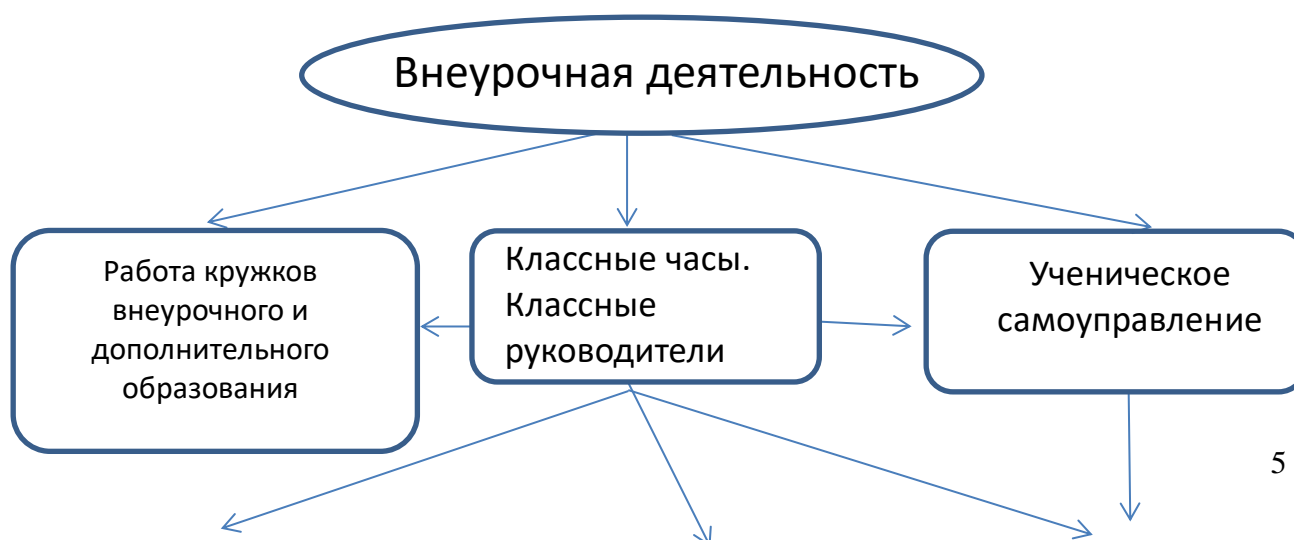 Внеурочная деятельность
Работа кружков
внеурочного и
дополнительного
образования
Классные часы.
Классные
руководители
Ученическое
самоуправление
5